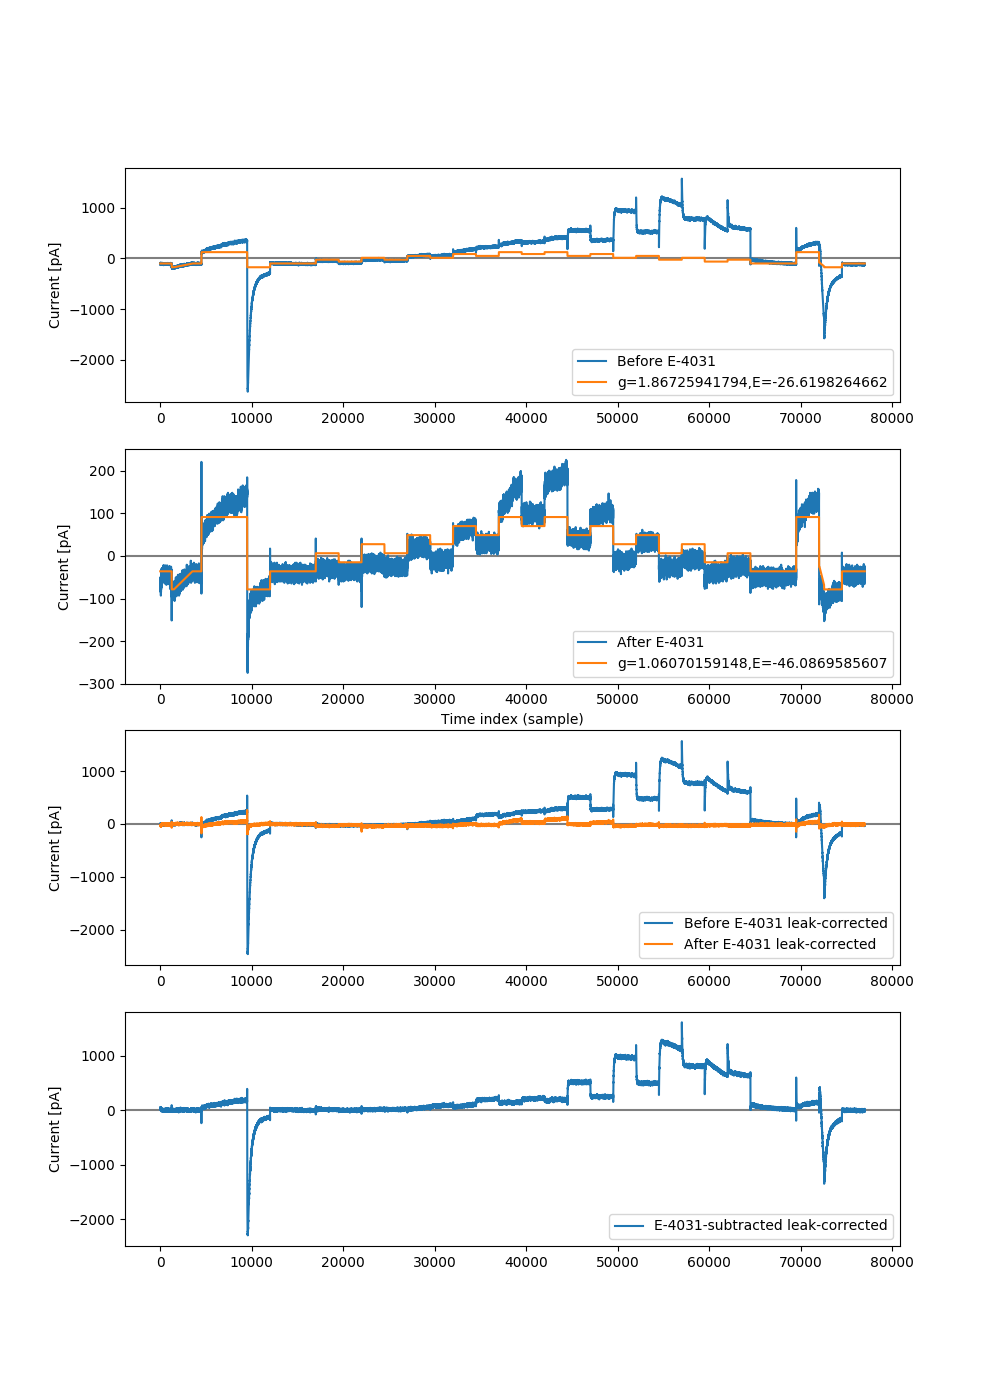 1000
0
−1000
−2000
Current [pA]
Before E-4031
g=1.86725941794,E=-26.6198264662
0 10000 20000 30000 40000 50000 60000 70000 80000
200
100
0
−100
−200
−300
Current [pA]
After E-4031
g=1.06070159148,E=-46.0869585607
0 10000 20000 30000 40000 50000 60000 70000 80000
Time index (sample)
1000
0
−1000
−2000
Current [pA]
Before E-4031 leak-corrected
After E-4031 leak-corrected
0 10000 20000 30000 40000 50000 60000 70000 80000
1000
0
−1000
−2000
Current [pA]
E-4031-subtracted leak-corrected
0 10000 20000 30000 40000 50000 60000 70000 80000